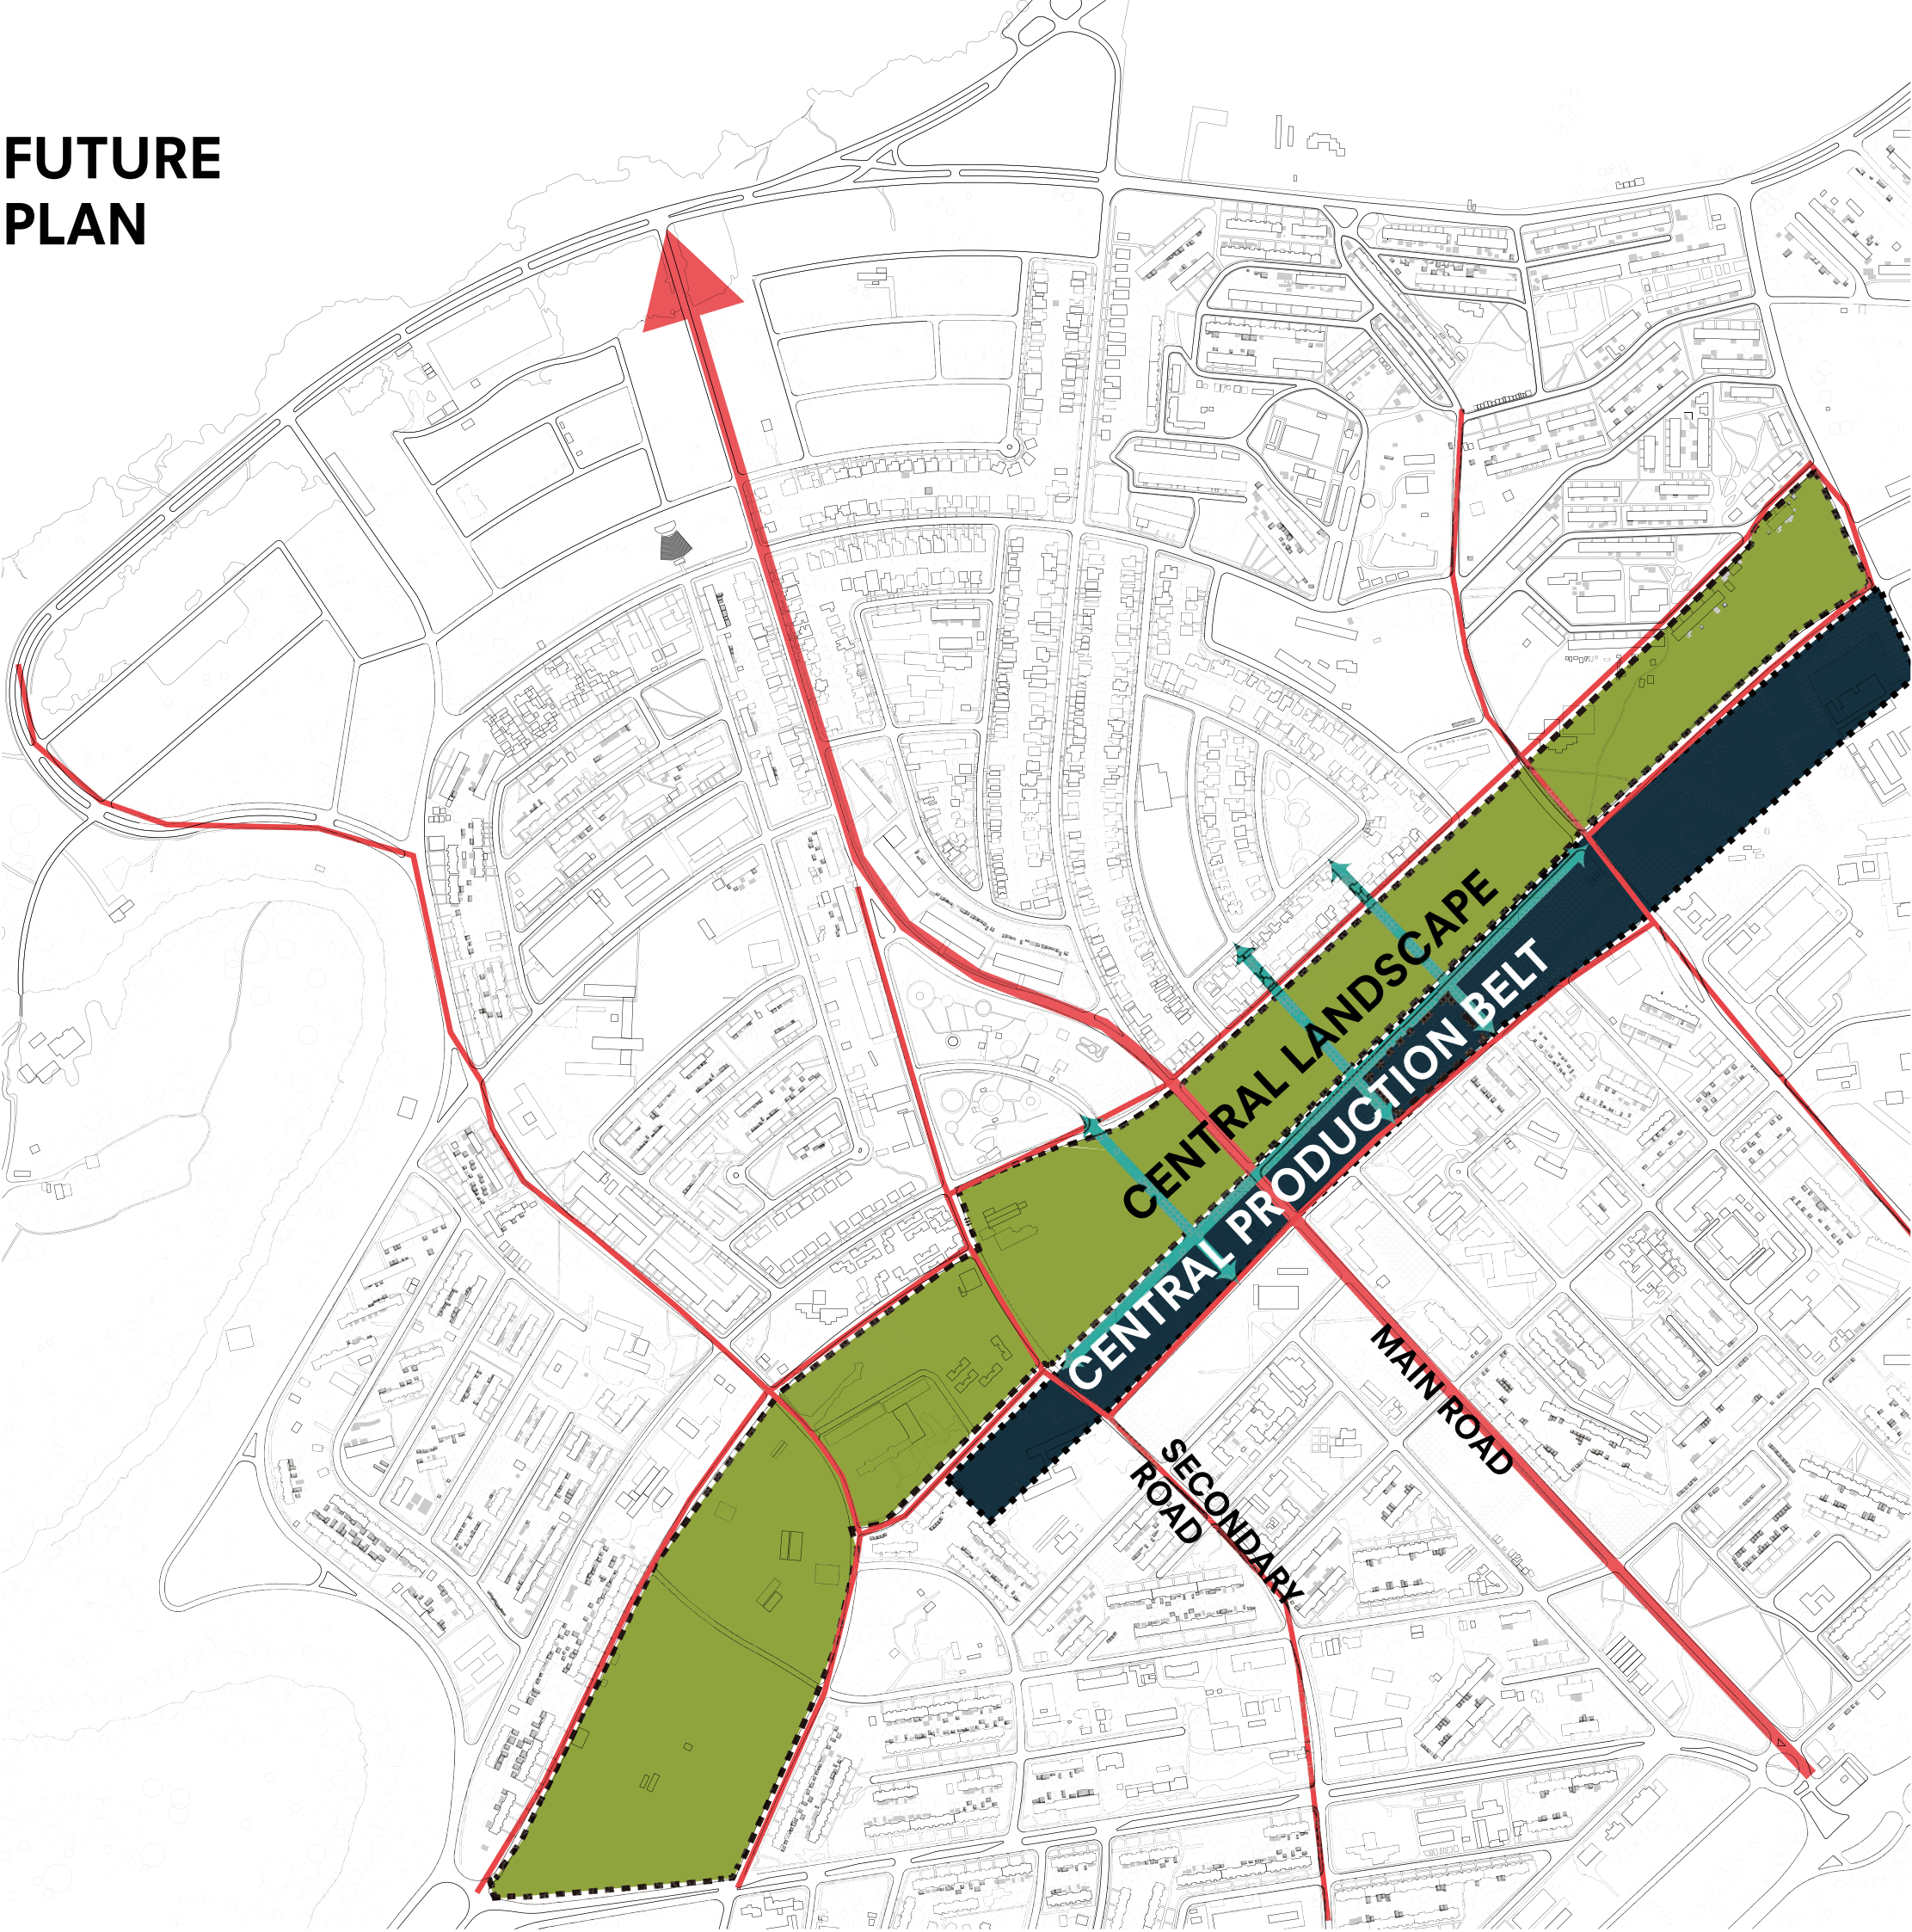 FUTURE
PLAN
CENTRAL LANDSCAPE
CENTRAL PRODUCTION BELT
MAIN ROAD
SECONDARY
ROAD